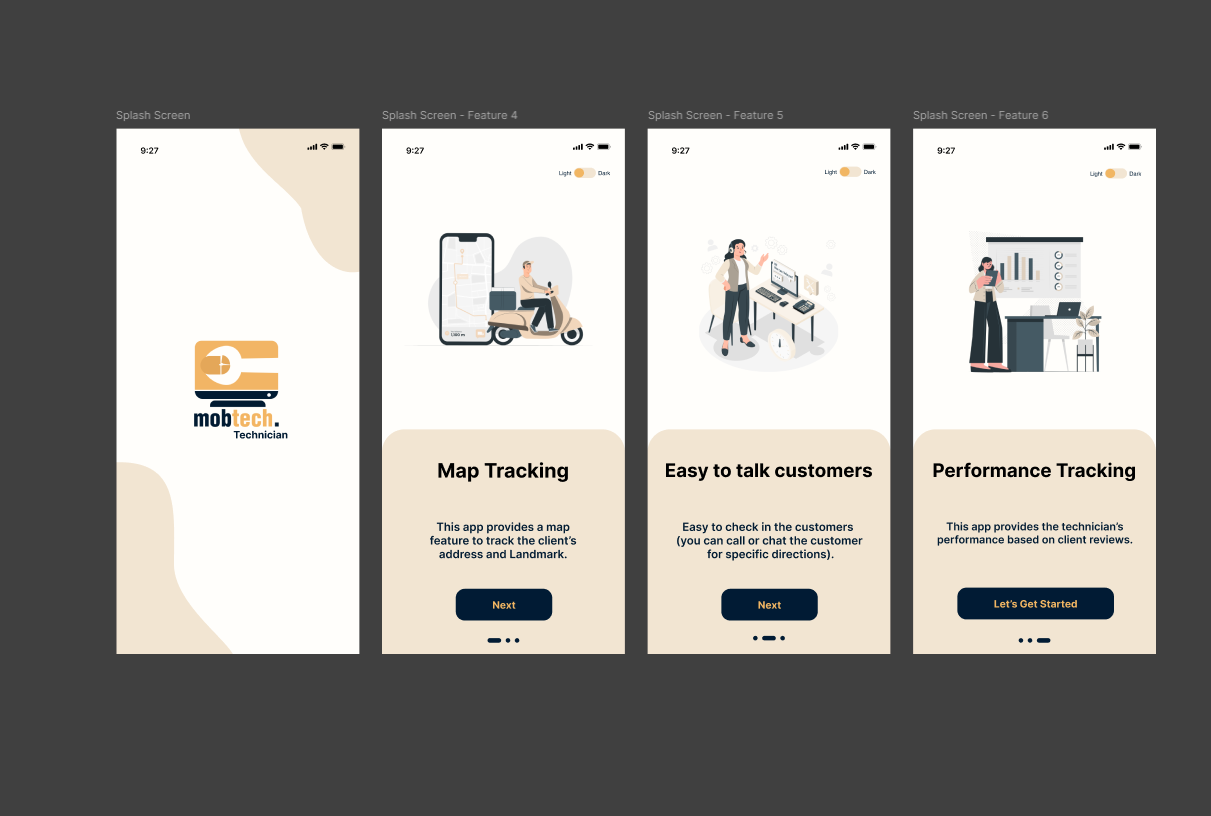 Splash Screen
9:27
mobtech.
Technician
Splash Screen - Feature 4
9:27
Light
Dark
Map Tracking
This app provides a map
feature to track the client's
address and Landmark.
Next
Splash Screen - Feature 5
9:27
Light
Dark
Easy to talk customers
Easy to check in the customers
(you can call or chat the customer
for specific directions).
Next
Splash Screen - Feature 6
9:27
Light
Dark
Performance Tracking
This app provides the technician's
performance based on client reviews.
Let's Get Started